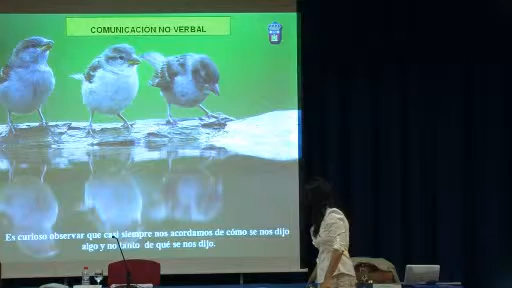 COMUNICACIÓN NO VERBAL
Es curioso observar que casi siempre nos acordamos de cómo se nos dijo
algo y no tanto de qué se nos dijo.